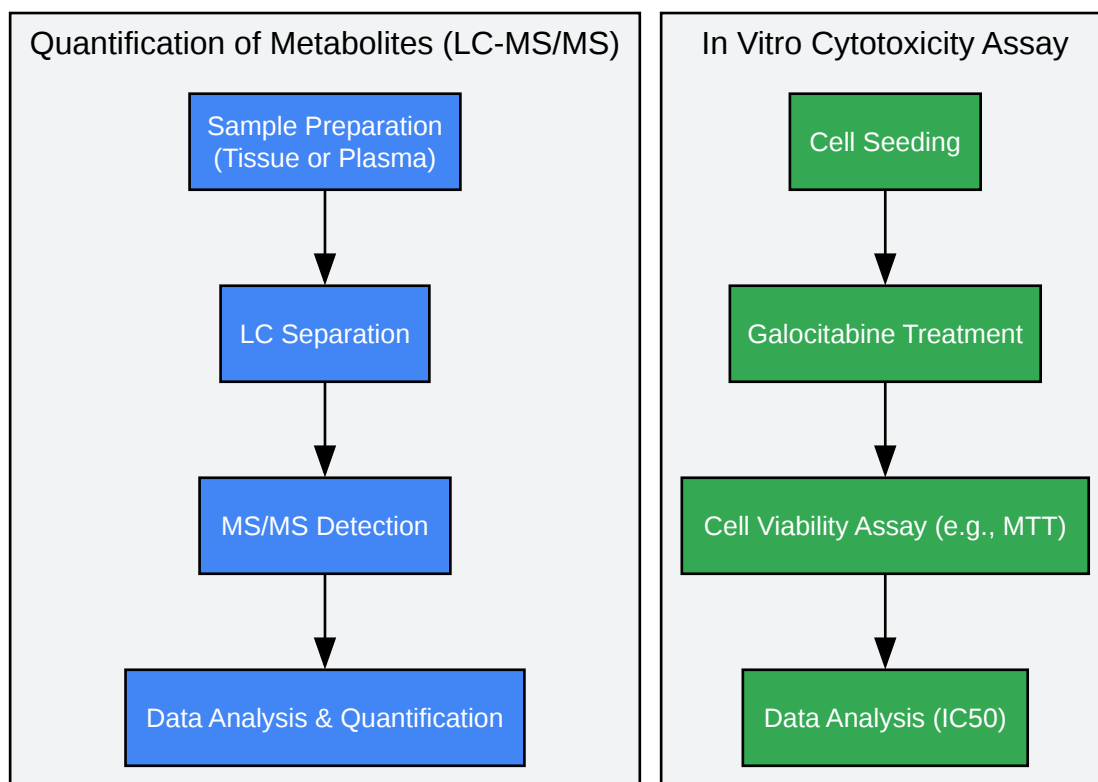 Quantification of Metabolites (LC-MS/MS)
Sample Preparation
(Tissue or Plasma)
LC Separation
MS/MS Detection
Data Analysis & Quantification
In Vitro Cytotoxicity Assay
Cell Seeding
Galocitabine Treatment
Cell Viability Assay (e.g., MTT)
Data Analysis (IC50)